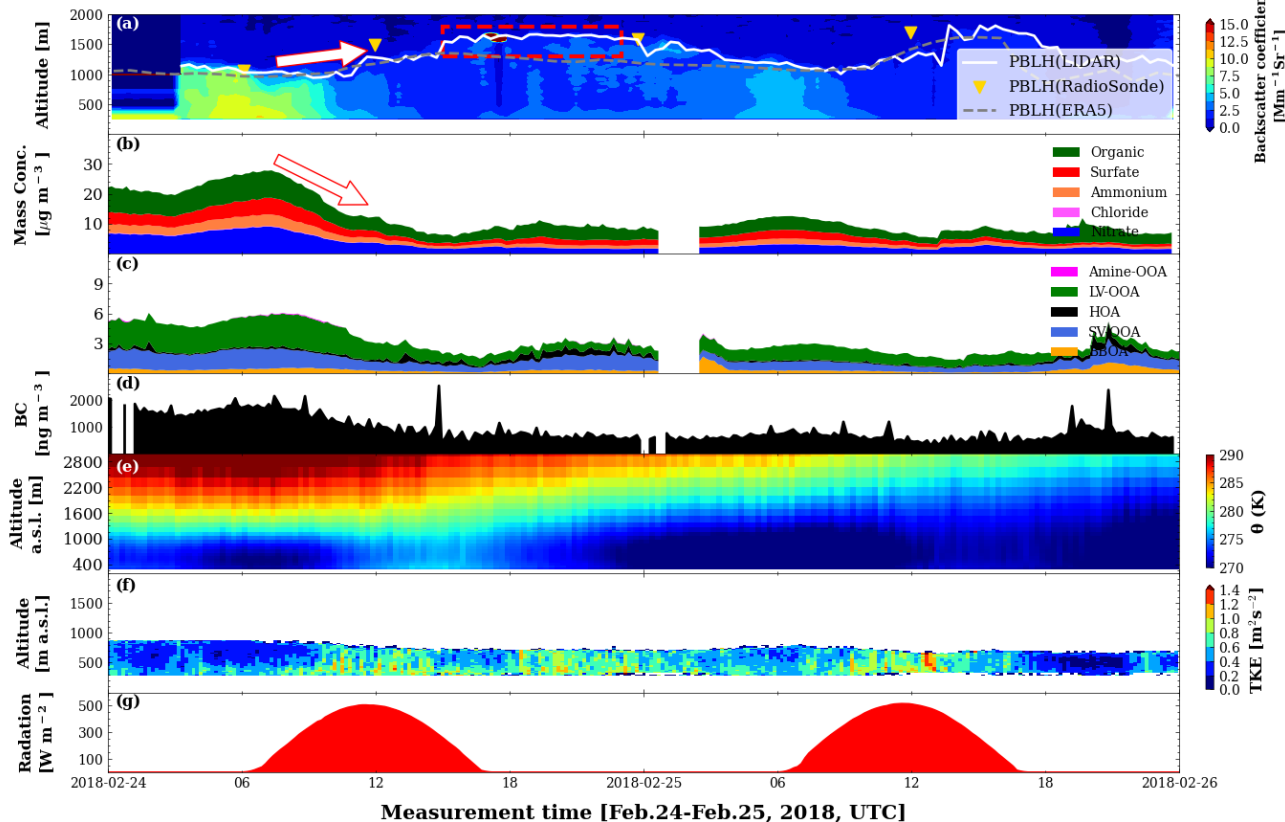 (a)
2000
1500
1000
500
Altitude [m]
PBLH(LIDAR)
PBLH(RadioSonde)
PBLH(ERA5)
15.0
12.5
10.0
7.5
5.0
2.5
0.0
Backscatter coefficient
[Mm⁻¹ Sr⁻¹]
(b)
30
20
10
Mass Conc.
[μg m⁻³]
Organic
Surfate
Ammonium
Chloride
Nitrate
(c)
9
6
3
Amine-OOA
LV-OOA
HOA
SV-OOA
BBOA
(d)
2000
1000
BC
[ng m⁻³]
(e)
2800
2200
1600
1000
400
Altitude
a.s.l. [m]
290
285
280
275
270
θ (K)
(f)
1500
1000
500
Altitude
[m a.s.l.]
1.4
1.2
1.0
0.8
0.6
0.4
0.2
0.0
TKE [m²s⁻²]
(g)
500
300
100
Radation
[W m⁻²]
2018-02-24 06 12 18 2018-02-25 06 12 18 2018-02-26
Measurement time [Feb.24-Feb.25, 2018, UTC]